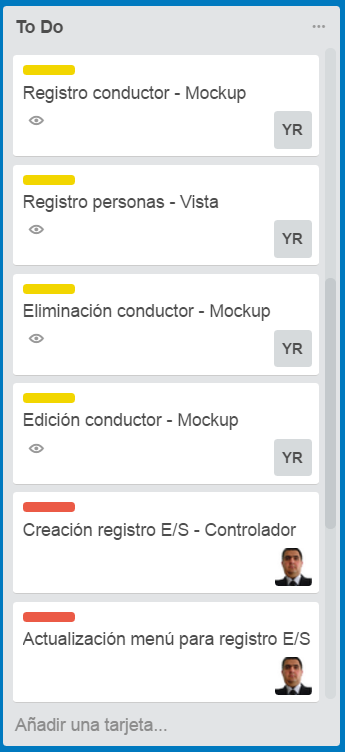 To Do
Registro conductor - Mockup
YR
Registro personas - Vista
YR
Eliminación conductor - Mockup
YR
Edición conductor - Mockup
YR
Creación registro E/S - Controlador
Actualización menú para registro E/S
Añadir una tarjeta...